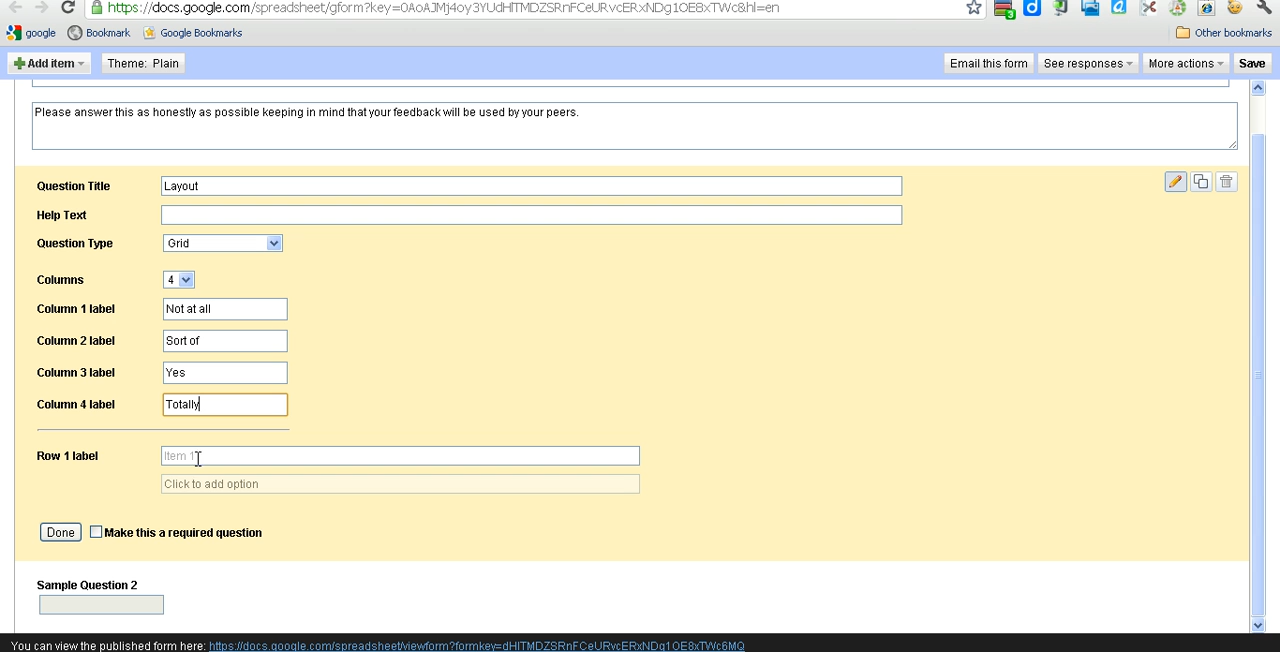 https://docs.google.com/spreadsheet/gform?key=0AoAJMj4oy3YUdHlTMDZSRnFCeURvcERxNDg1OE8xTWc&hl=en
google Bookmark Google Bookmarks Other bookmarks
Add item Theme: Plain Email this form See responses More actions Save
Please answer this as honestly as possible keeping in mind that your feedback will be used by your peers.
Question Title Layout
Help Text
Question Type Grid
Columns 4
Column 1 label Not at all
Column 2 label Sort of
Column 3 label Yes
Column 4 label Totally
Row 1 label Item 1
Click to add option
Done Make this a required question
Sample Question 2
You can view the published form here: https://docs.google.com/spreadsheet/viewform?formkey=dHlTMDZSRnFCeURvcERxNDg1OE8xTWc6MQ